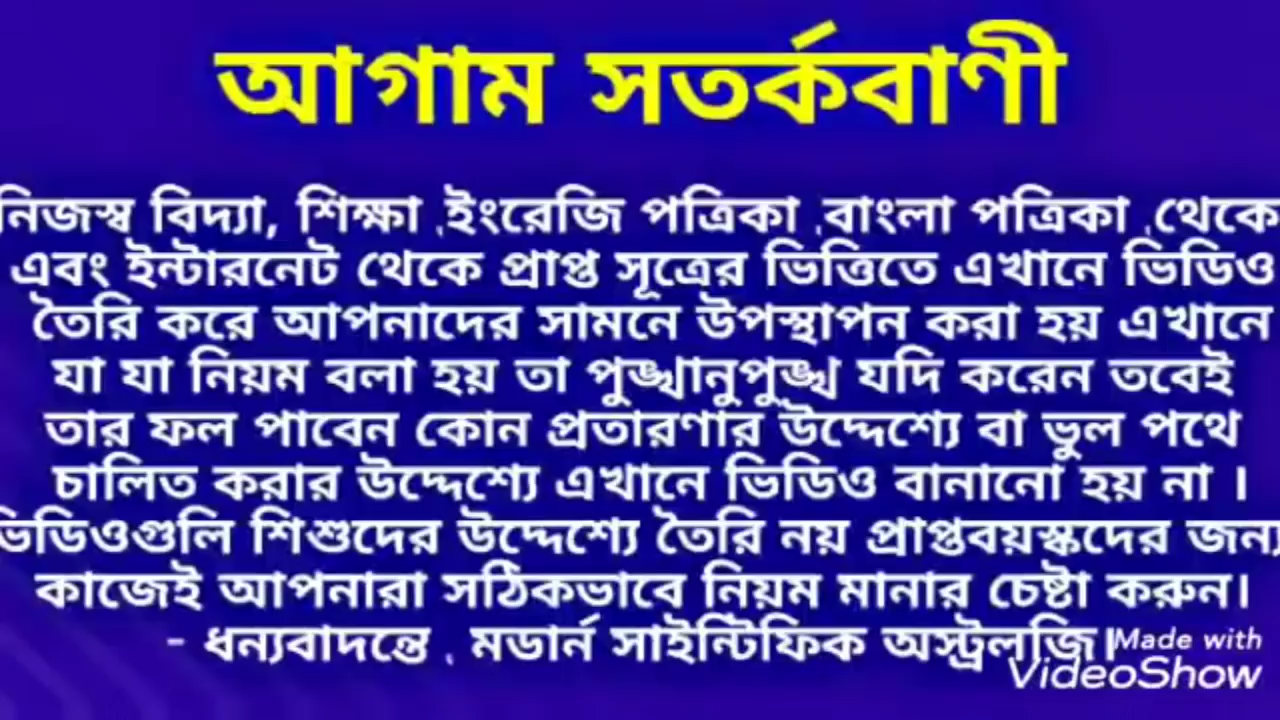 আগাম সতর্কবাণী
নিজস্ব বিদ্যা, শিক্ষা ,ইংরেজি পত্রিকা ,বাংলা পত্রিকা ,থেকে
এবং ইন্টারনেট থেকে প্রাপ্ত সূত্রের ভিত্তিতে এখানে ভিডিও
তৈরি করে আপনাদের সামনে উপস্থাপন করা হয় এখানে
যা যা নিয়ম বলা হয় তা পুঙ্খানুপুঙ্খ যদি করেন তবেই
তার ফল পাবেন কোন প্রতারণার উদ্দেশ্যে বা ভুল পথে
চালিত করার উদ্দেশ্যে এখানে ভিডিও বানানো হয় না ।
ভিডিওগুলি শিশুদের উদ্দেশ্যে তৈরি নয় প্রাপ্তবয়স্কদের জন্য
কাজেই আপনারা সঠিকভাবে নিয়ম মানার চেষ্টা করুন।
- ধন্যবাদন্তে , মডার্ন সাইন্টিফিক অস্ট্রলজি।
Made with
VideoShow